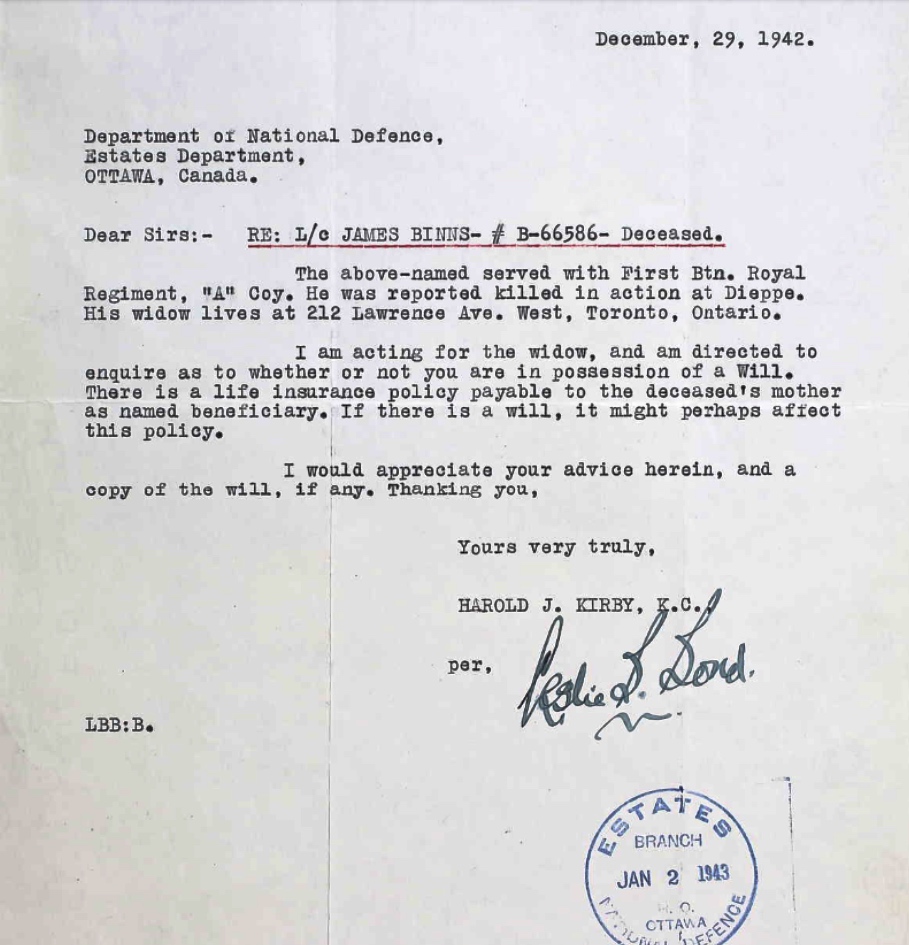 December, 29, 1942.
Department of National Defence,
Estates Department,
OTTAWA, Canada.
Dear Sirs:- RE: L/c JAMES BINNS- # B-66586- Deceased.
The above-named served with First Btn. Royal
Regiment, "A" Coy. He was reported killed in action at Dieppe.
His widow lives at 212 Lawrence Ave. West, Toronto, Ontario.
I am acting for the widow, and am directed to
enquire as to whether or not you are in possession of a Will.
There is a life insurance policy payable to the deceased's mother
as named beneficiary. If there is a will, it might perhaps affect
this policy.
I would appreciate your advice herein, and a
copy of the will, if any. Thanking you,
Yours very truly,
HAROLD J. KIRBY, K.C.,
per, Leslie B. Bond.
LBB:B.
ESTATES
BRANCH
JAN 2 1943
OTTAWA
NATIONAL DEFENCE